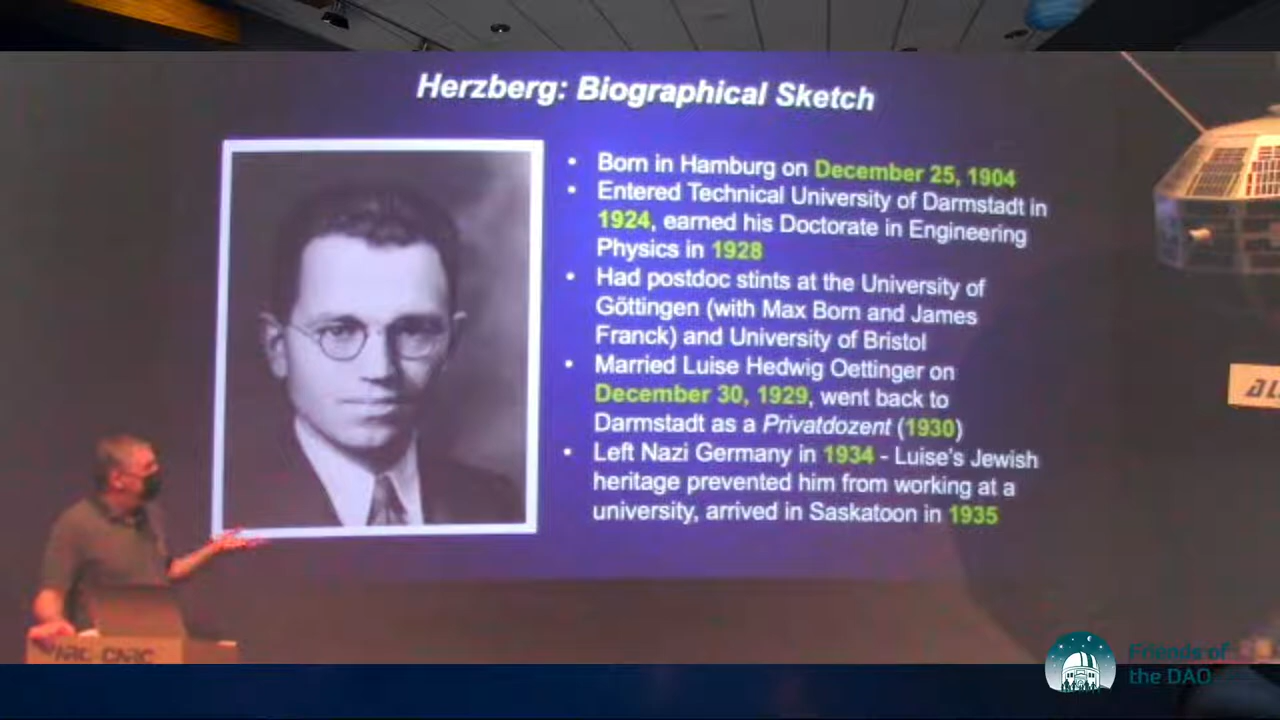 Herzberg: Biographical Sketch
• Born in Hamburg on December 25, 1904
• Entered Technical University of Darmstadt in
1924, earned his Doctorate in Engineering
Physics in 1928
• Had postdoc stints at the University of
Göttingen (with Max Born and James
Franck) and University of Bristol
• Married Luise Hedwig Oettinger on
December 30, 1929, went back to
Darmstadt as a Privatdozent (1930)
• Left Nazi Germany in 1934 - Luise's Jewish
heritage prevented him from working at a
university, arrived in Saskatoon in 1935
Friends of
the DAO